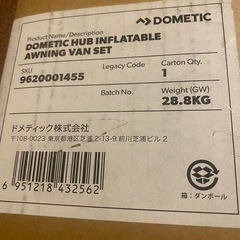 DOMETIC
Product Name/Description
DOMETIC HUB INFLATABLE
AWNING VAN SET
SKU
9620001455
Legacy Code
Carton Qty.
1
Batch No.
Weight (GW)
28.8KG
ドメティック株式会社
〒108-0023 東京都港区芝浦 2-13-9 前川芝浦ビル 2
6 951218 432562
箱：ダンボール